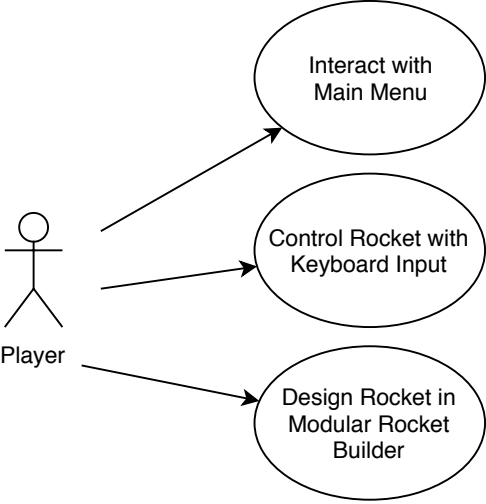 Interact with
Main Menu
Control Rocket with
Keyboard Input
Player
Design Rocket in
Modular Rocket
Builder